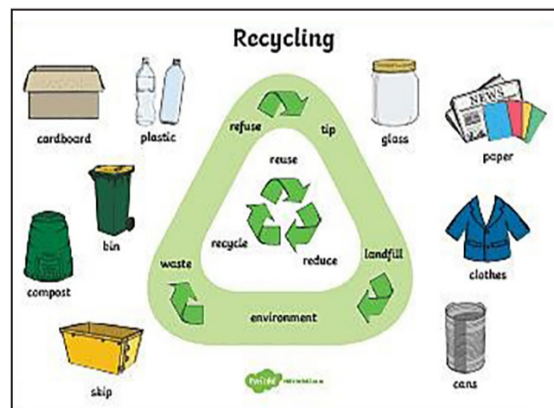 Recycling
cardboard
plastic
refuse
tip
glass
NEWS
paper
reuse
bin
recycle
reduce
waste
landfill
clothes
compost
environment
skip
twinkl
cans